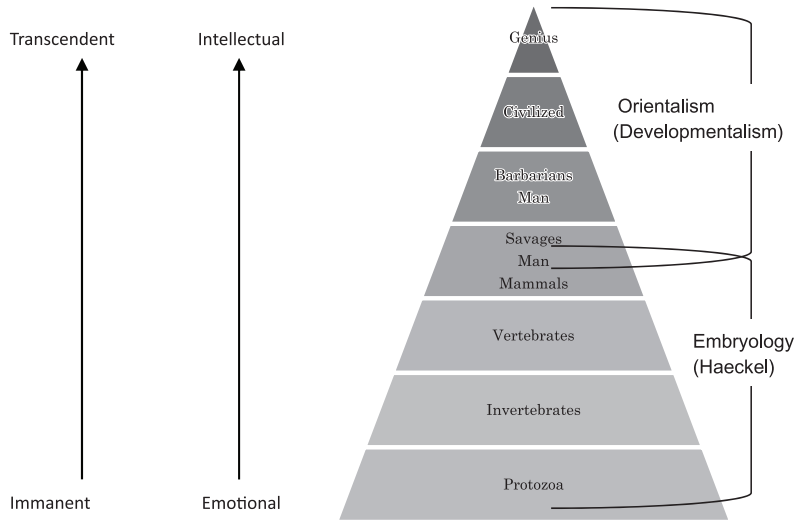 Transcendent
Intellectual
Genius
Civilized
Orientalism
(Developmentalism)
Barbarians
Man
Savages
Man
Mammals
Vertebrates
Embryology
(Haeckel)
Invertebrates
Protozoa
Immanent
Emotional